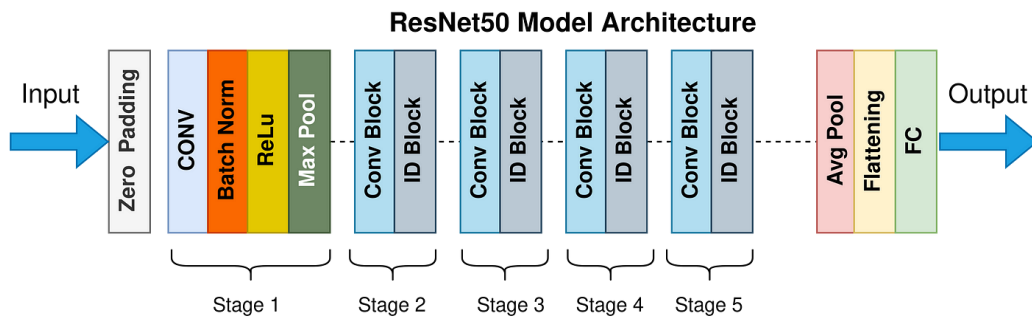 ResNet50 Model Architecture
Input
Zero Padding
CONV
Batch Norm
ReLu
Max Pool
Conv Block
ID Block
Conv Block
ID Block
Conv Block
ID Block
Conv Block
ID Block
Avg Pool
Flattening
FC
Output
Stage 1
Stage 2
Stage 3
Stage 4
Stage 5